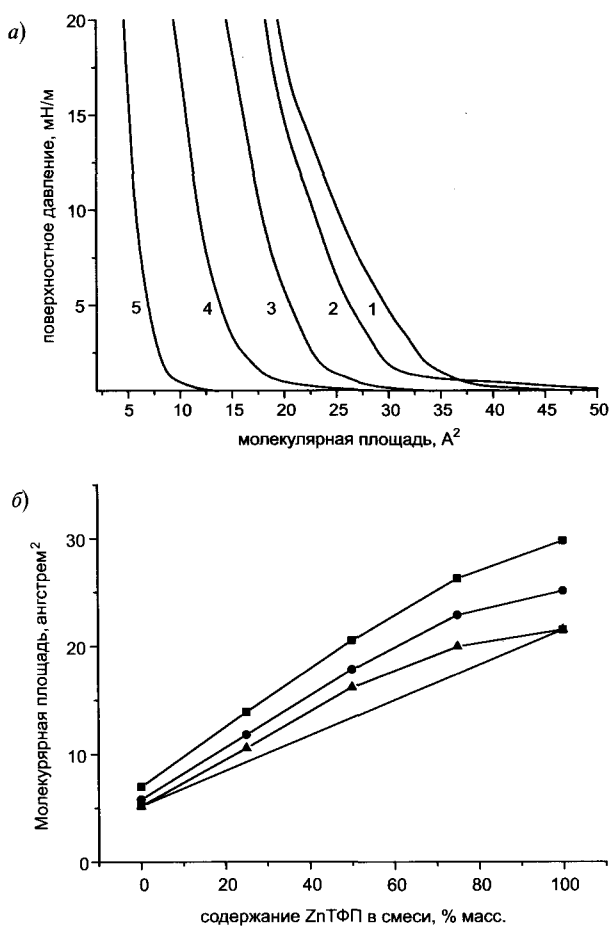 а)
поверхностное давление, мН/м
20
15
10
5
5
4
3
2
1
5 10 15 20 25 30 35 40 45 50
молекулярная площадь, А2
б)
Молекурярная площадь, ангстрем2
30
20
10
0
0 20 40 60 80 100
содержание ZnТФП в смеси, % масс.